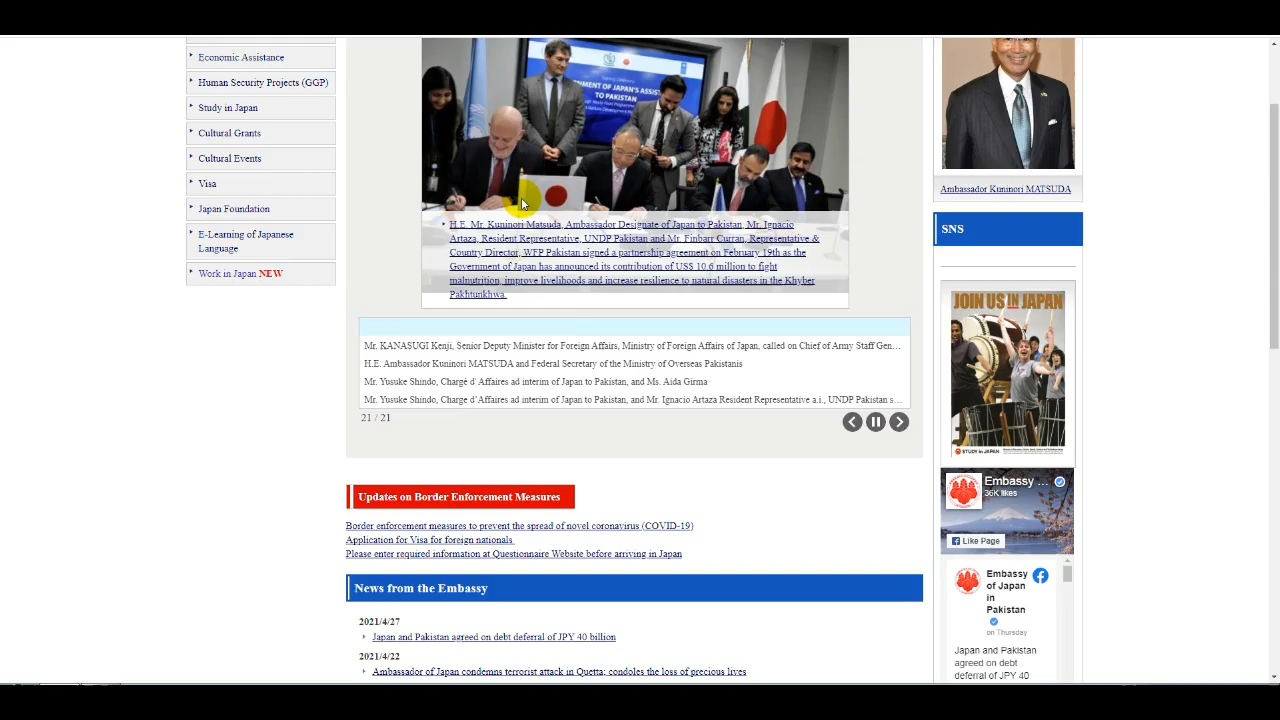 Economic Assistance
Human Security Projects (GGP)
Study in Japan
Cultural Grants
Cultural Events
Visa
Japan Foundation
E-Learning of Japanese
Language
Work in Japan NEW
TO PAKISTAN
H.E. Mr. Kuninori Matsuda, Ambassador Designate of Japan to Pakistan, Mr. Ignacio
Artaza, Resident Representative, UNDP Pakistan and Mr. Finbarr Curran, Representative &
Country Director, WFP Pakistan signed a partnership agreement on February 19th as the
Government of Japan has announced its contribution of US$ 10.6 million to fight
malnutrition, improve livelihoods and increase resilience to natural disasters in the Khyber
Pakhtunkhwa.
Mr. KANASUGI Kenji, Senior Deputy Minister for Foreign Affairs, Ministry of Foreign Affairs of Japan, called on Chief of Army Staff Gen…
H.E. Ambassador Kuninori MATSUDA and Federal Secretary of the Ministry of Overseas Pakistanis
Mr. Yusuke Shindo, Chargé d' Affaires ad interim of Japan to Pakistan, and Ms. Aida Girma
Mr. Yusuke Shindo, Charge d'Affaires ad interim of Japan to Pakistan, and Mr. Ignacio Artaza Resident Representative a.i., UNDP Pakistan s…
21 / 21
Updates on Border Enforcement Measures
Border enforcement measures to prevent the spread of novel coronavirus (COVID-19)
Application for Visa for foreign nationals
Please enter required information at Questionnaire Website before arriving in Japan
News from the Embassy
2021/4/27
Japan and Pakistan agreed on debt deferral of JPY 40 billion
2021/4/22
Ambassador of Japan condemns terrorist attack in Quetta; condoles the loss of precious lives
Ambassador Kuninori MATSUDA
SNS
JOIN US IN JAPAN
STUDY in JAPAN
Embassy ...
36K likes
Like Page
Embassy
of Japan
in
Pakistan
on Thursday
Japan and Pakistan
agreed on debt
deferral of JPY 40